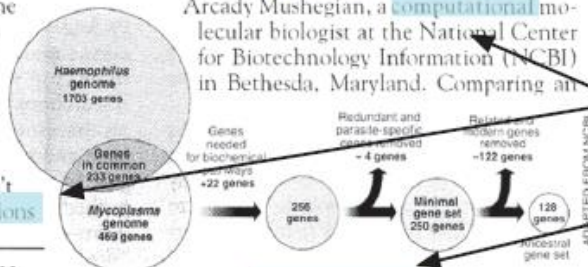 Arcady Mushegian, a computational mo-
lecular biologist at the National Center
for Biotechnology Information (NCBI)
in Bethesda, Maryland. Comparing an
Haemophilus
genome
1703 genes
Genes
in common
233 genes
Mycoplasma
genome
469 genes
Genes
needed
for biochemical
pathways
+22 genes
256
genes
Redundant and
parasite-specific
genes removed
– 4 genes
Minimal
gene set
250 genes
Related and
modern genes
removed
–122 genes
128
genes
Ancestral
gene set
ADAPTED FROM NCBI